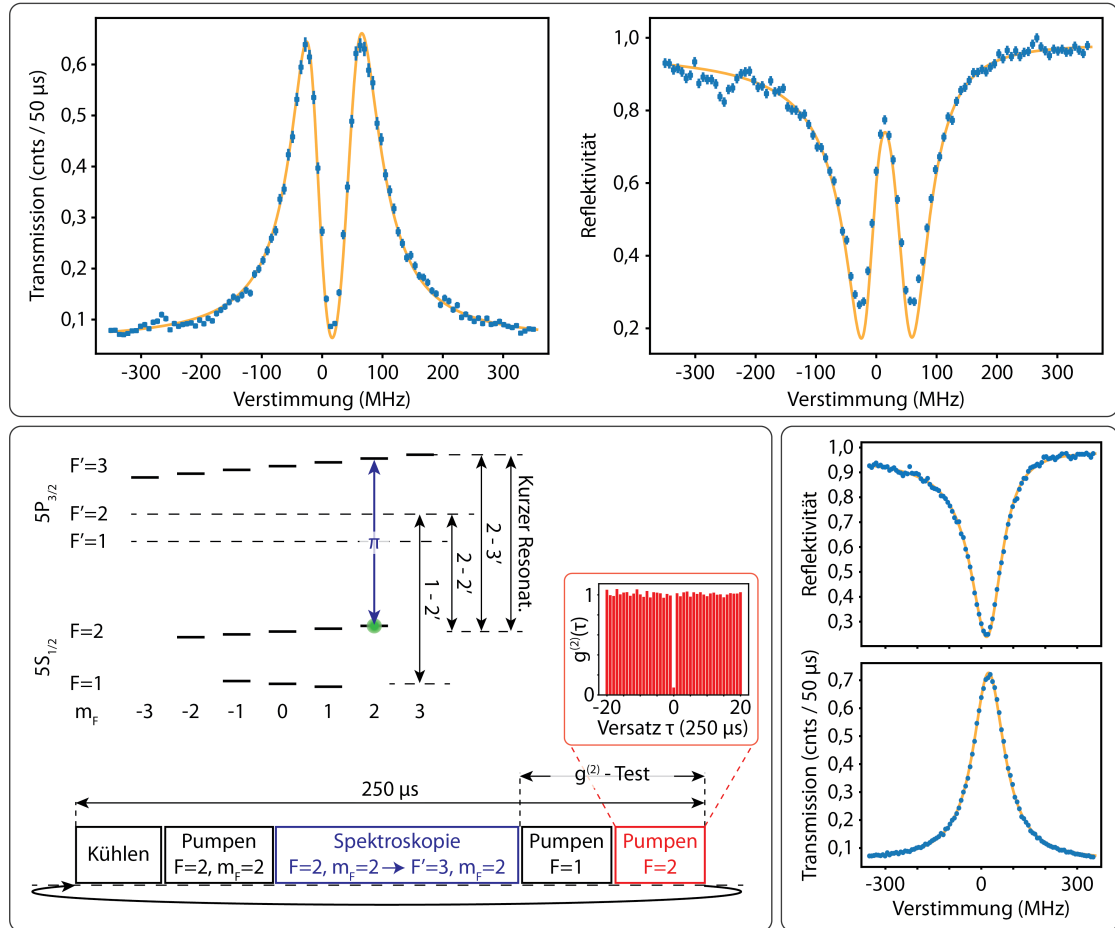 Transmission (cnts / 50 µs)
0,6
0,5
0,4
0,3
0,2
0,1
-300 -200 -100 0 100 200 300
Verstimmung (MHz)
Reflektivität
1,0
0,8
0,6
0,4
0,2
-300 -200 -100 0 100 200 300
Verstimmung (MHz)
5P3/2
F′=3
F′=2
F′=1
π
5S1/2
F=2
F=1
mF -3 -2 -1 0 1 2 3
1 - 2′
2 - 2′
2 - 3′
Kurzer Resonat.
g(2)(τ)
1
0
-20 20
Versatz τ (250 µs)
g(2) - Test
250 µs
Kühlen
Pumpen
F=2, mF=2
Spektroskopie
F=2, mF=2 → F′=3, mF=2
Pumpen
F=1
Pumpen
F=2
Reflektivität
1,0
0,9
0,8
0,7
0,6
0,5
0,4
0,3
Transmission (cnts / 50 µs)
0,7
0,6
0,5
0,4
0,3
0,2
0,1
-300 0 300
Verstimmung (MHz)